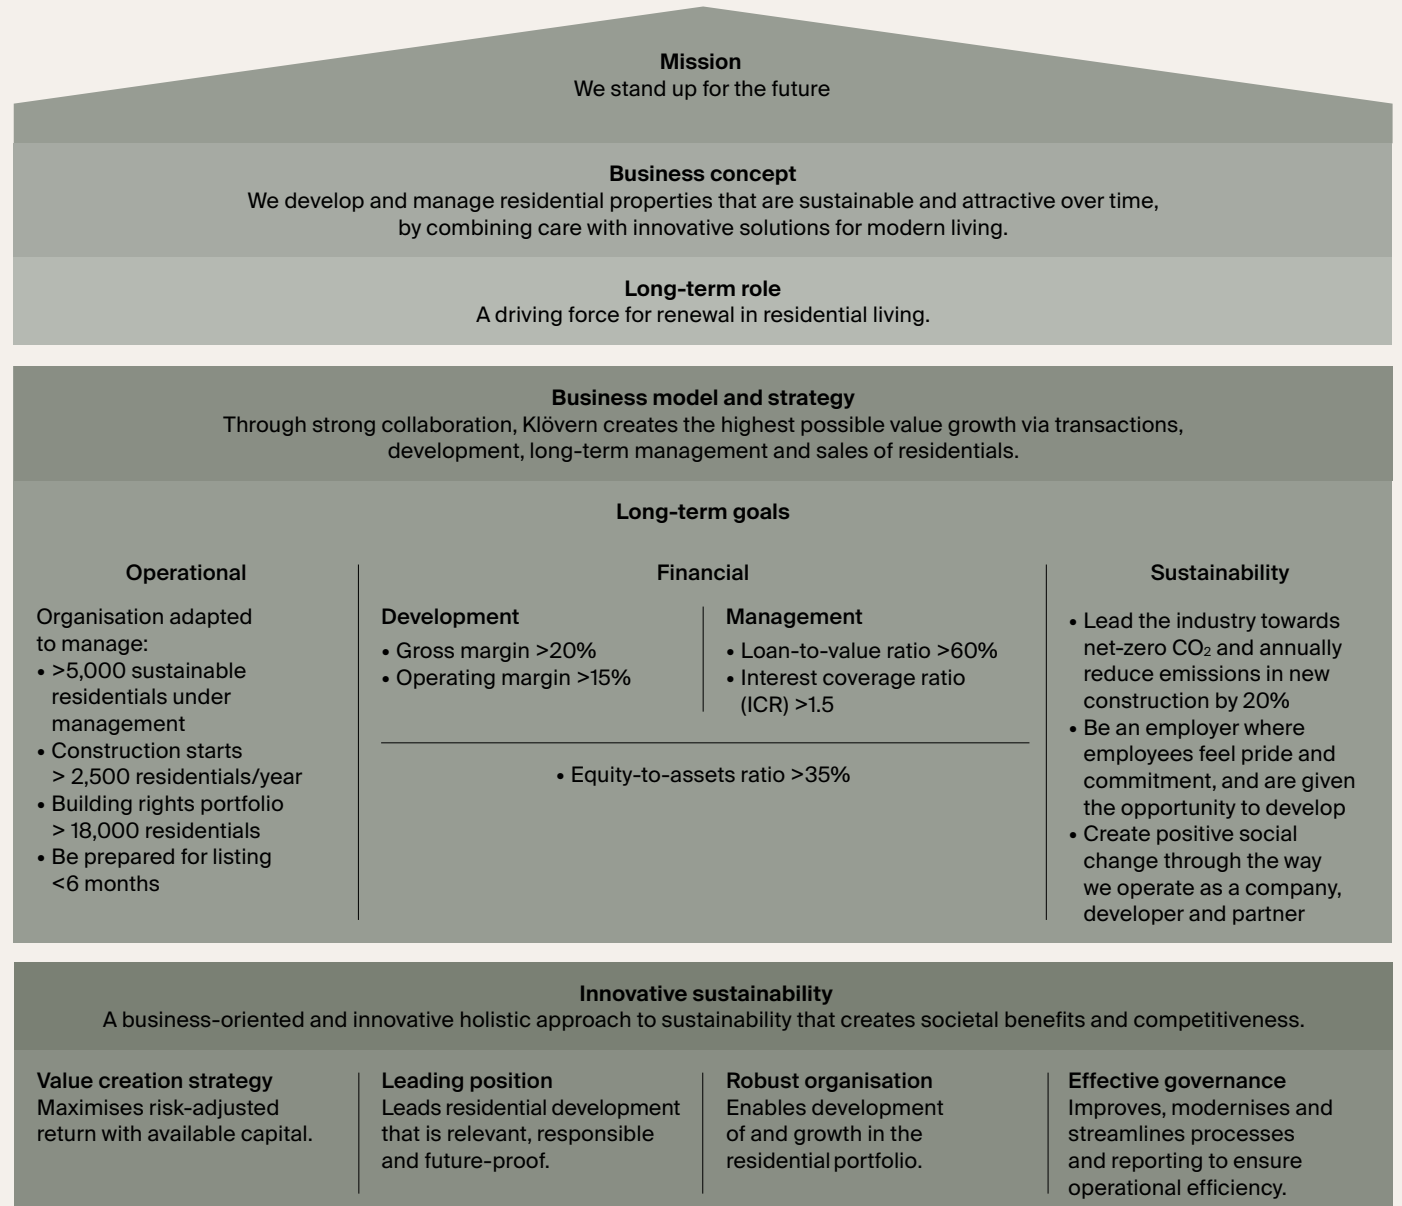 Mission
We stand up for the future
Business concept
We develop and manage residential properties that are sustainable and attractive over time,
by combining care with innovative solutions for modern living.
Long-term role
A driving force for renewal in residential living.
Business model and strategy
Through strong collaboration, Klövern creates the highest possible value growth via transactions,
development, long-term management and sales of residentials.
Long-term goals
Operational
Organisation adapted
to manage:
• >5,000 sustainable
residentials under
management
• Construction starts
> 2,500 residentials/year
• Building rights portfolio
> 18,000 residentials
• Be prepared for listing
<6 months
Financial
Development
• Gross margin >20%
• Operating margin >15%
Management
• Loan-to-value ratio >60%
• Interest coverage ratio
(ICR) >1.5
• Equity-to-assets ratio >35%
Sustainability
• Lead the industry towards
net-zero CO₂ and annually
reduce emissions in new
construction by 20%
• Be an employer where
employees feel pride and
commitment, and are given
the opportunity to develop
• Create positive social
change through the way
we operate as a company,
developer and partner
Innovative sustainability
A business-oriented and innovative holistic approach to sustainability that creates societal benefits and competitiveness.
Value creation strategy
Maximises risk-adjusted
return with available capital.
Leading position
Leads residential development
that is relevant, responsible
and future-proof.
Robust organisation
Enables development
of and growth in the
residential portfolio.
Effective governance
Improves, modernises and
streamlines processes
and reporting to ensure
operational efficiency.